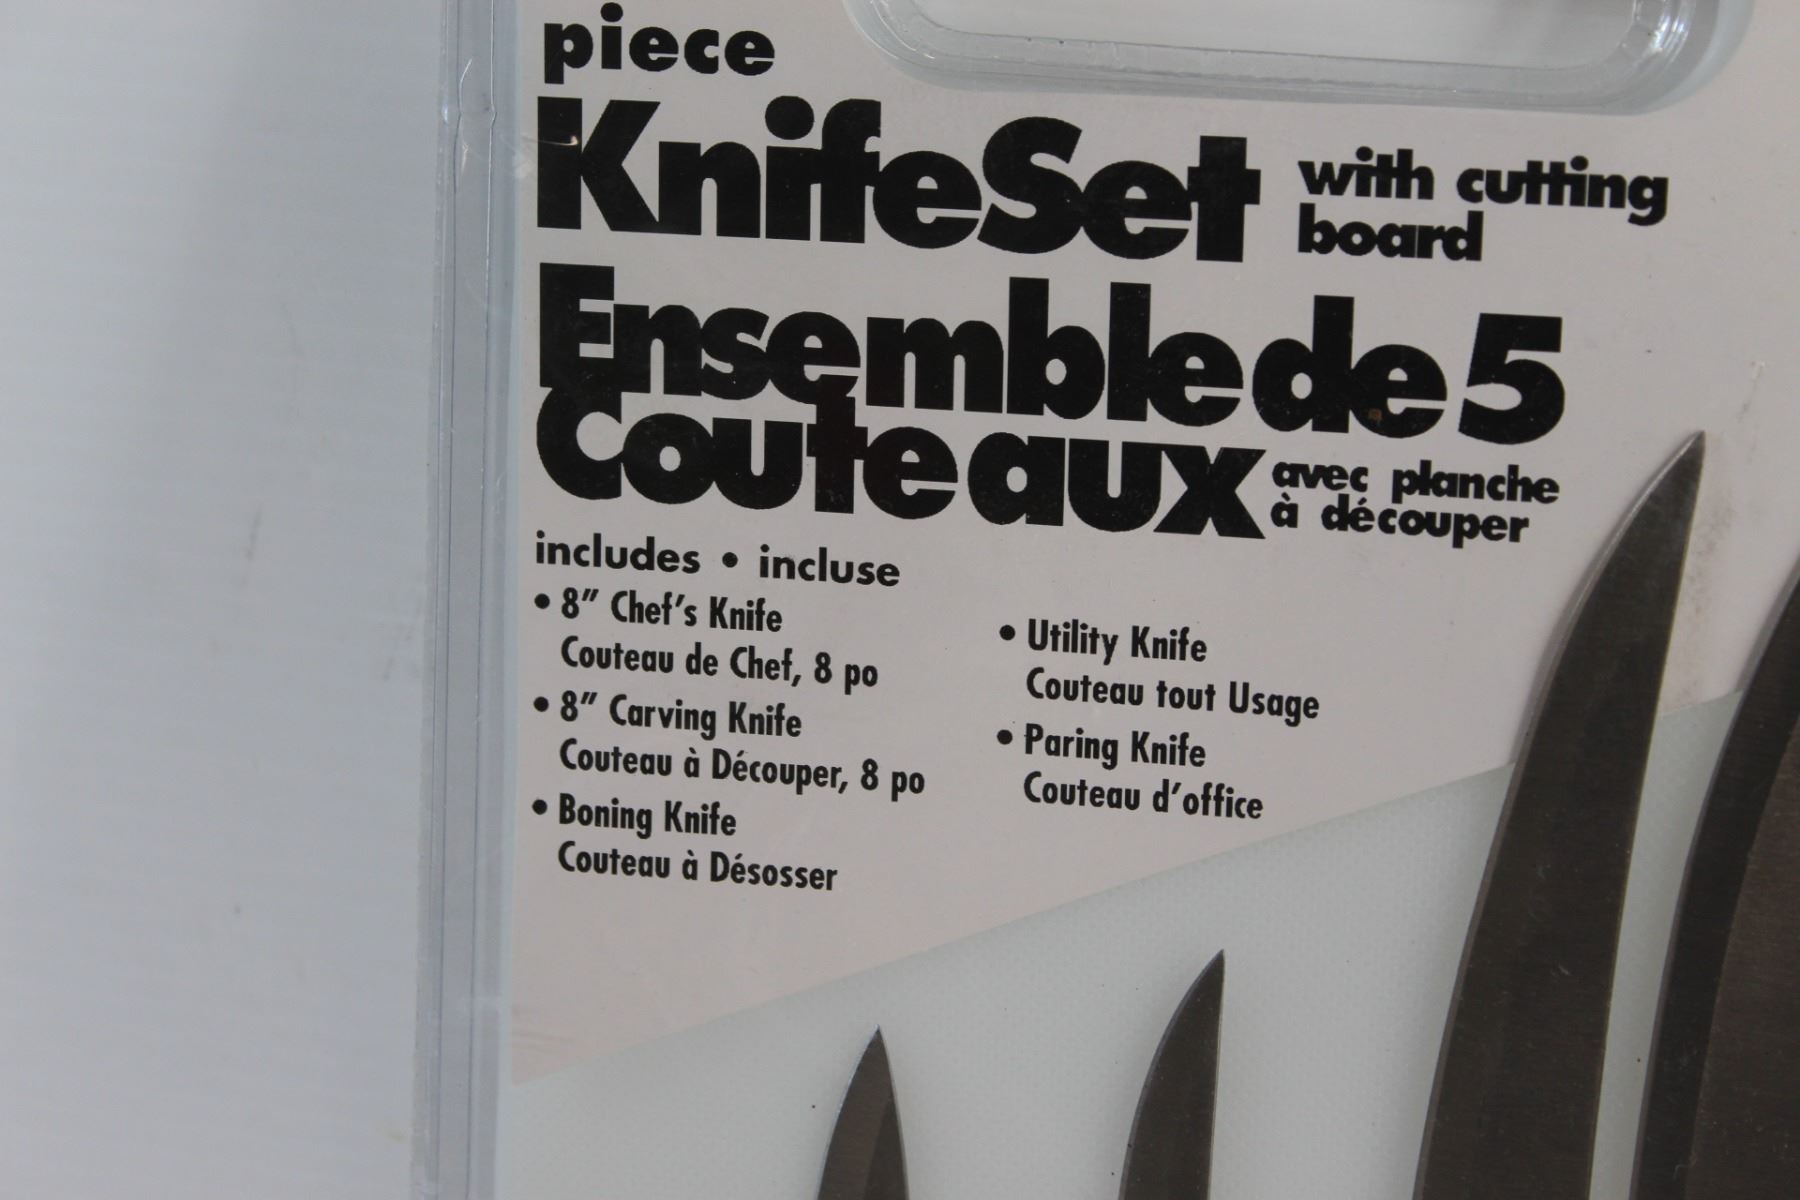 piece
KnifeSet with cutting
board
Ensemble de 5
Couteaux avec planche
à découper
includes • incluse
• 8" Chef's Knife
Couteau de Chef, 8 po
• 8" Carving Knife
Couteau à Découper, 8 po
• Boning Knife
Couteau à Désosser
• Utility Knife
Couteau tout Usage
• Paring Knife
Couteau d'office